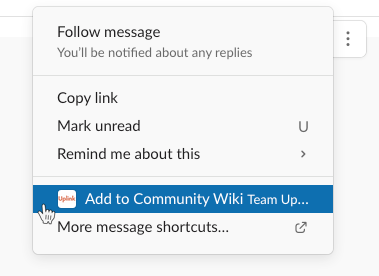 Follow message
You'll be notified about any replies
Copy link
Mark unread U
Remind me about this
Uplink Add to Community Wiki Team Up...
More message shortcuts...